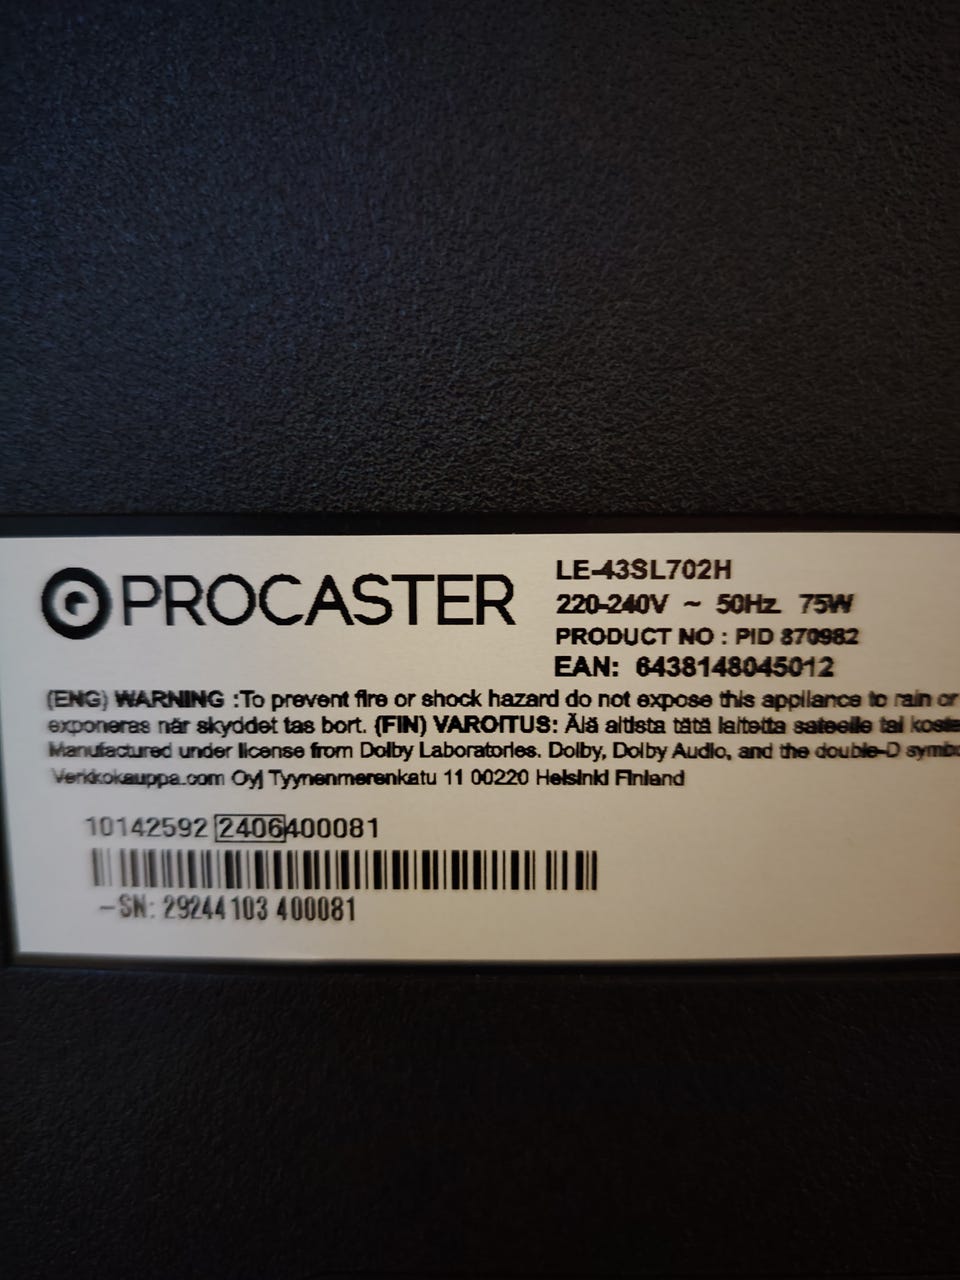 PROCASTER
LE-43SL702H
220-240V ~ 50Hz 75W
PRODUCT NO : PID 870982
EAN: 6438148045012
(ENG) WARNING :To prevent fire or shock hazard do not expose this appliance to rain or
exponeras när skyddet tas bort. (FIN) VAROITUS: Älä altista tätä laitetta sateelle tai koste
Manufactured under license from Dolby Laboratories. Dolby, Dolby Audio, and the double-D symbo
Verkkokauppa.com Oyj Tyynenmerenkatu 11 00220 Helsinki Finland
10142592 2406400081
-SN: 29244103 400081